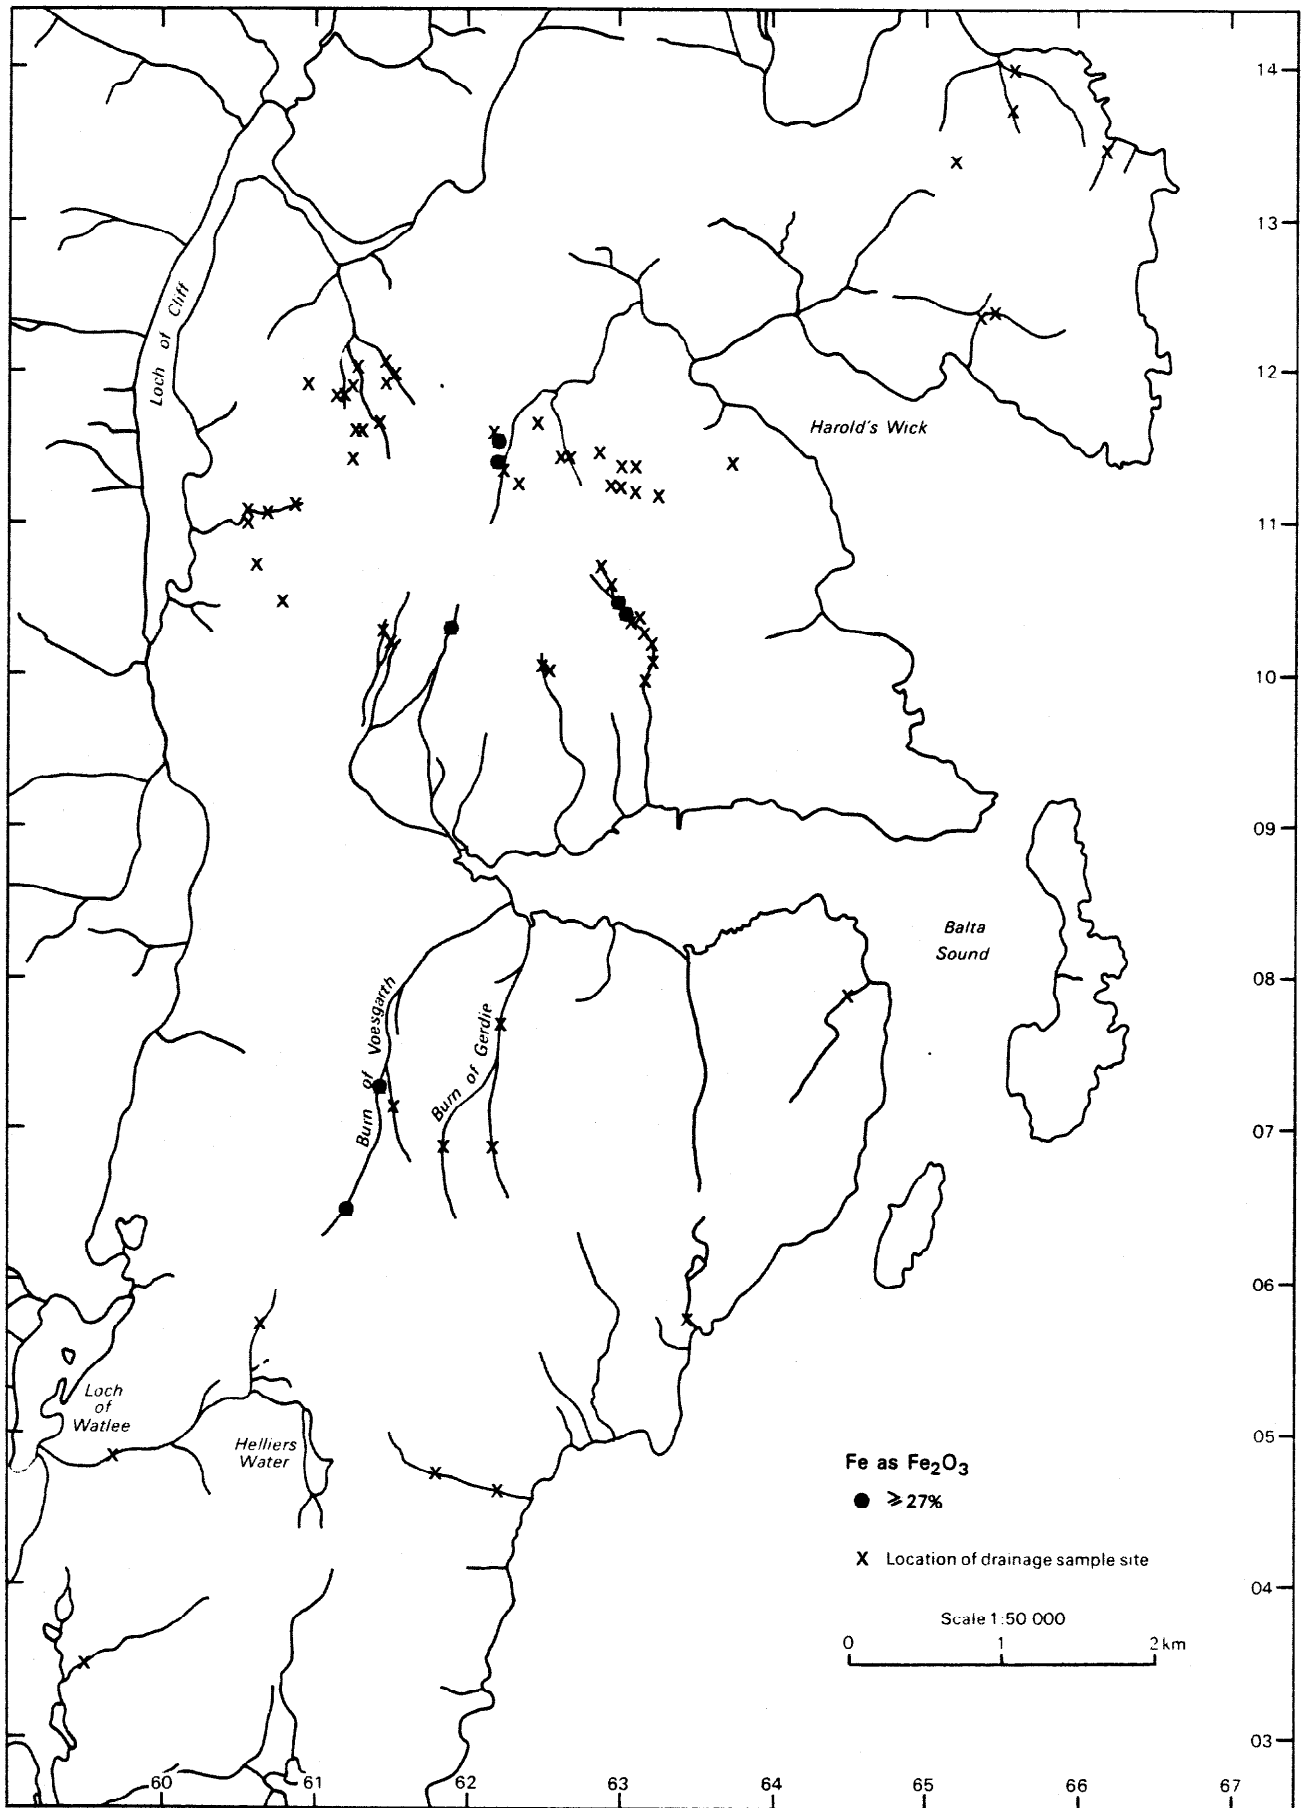 14
13
Loch of Cliff
12
Harold's Wick
11
10
09
Balta
Sound
08
Burn of Voesgarth
Burn of Gerdie
07
06
Loch
of
Watlee
Helliers
Water
05
Fe as Fe₂O₃
● ⩾27%
X Location of drainage sample site
04
Scale 1:50 000
0 1 2 km
03
60 61 62 63 64 65 66 67